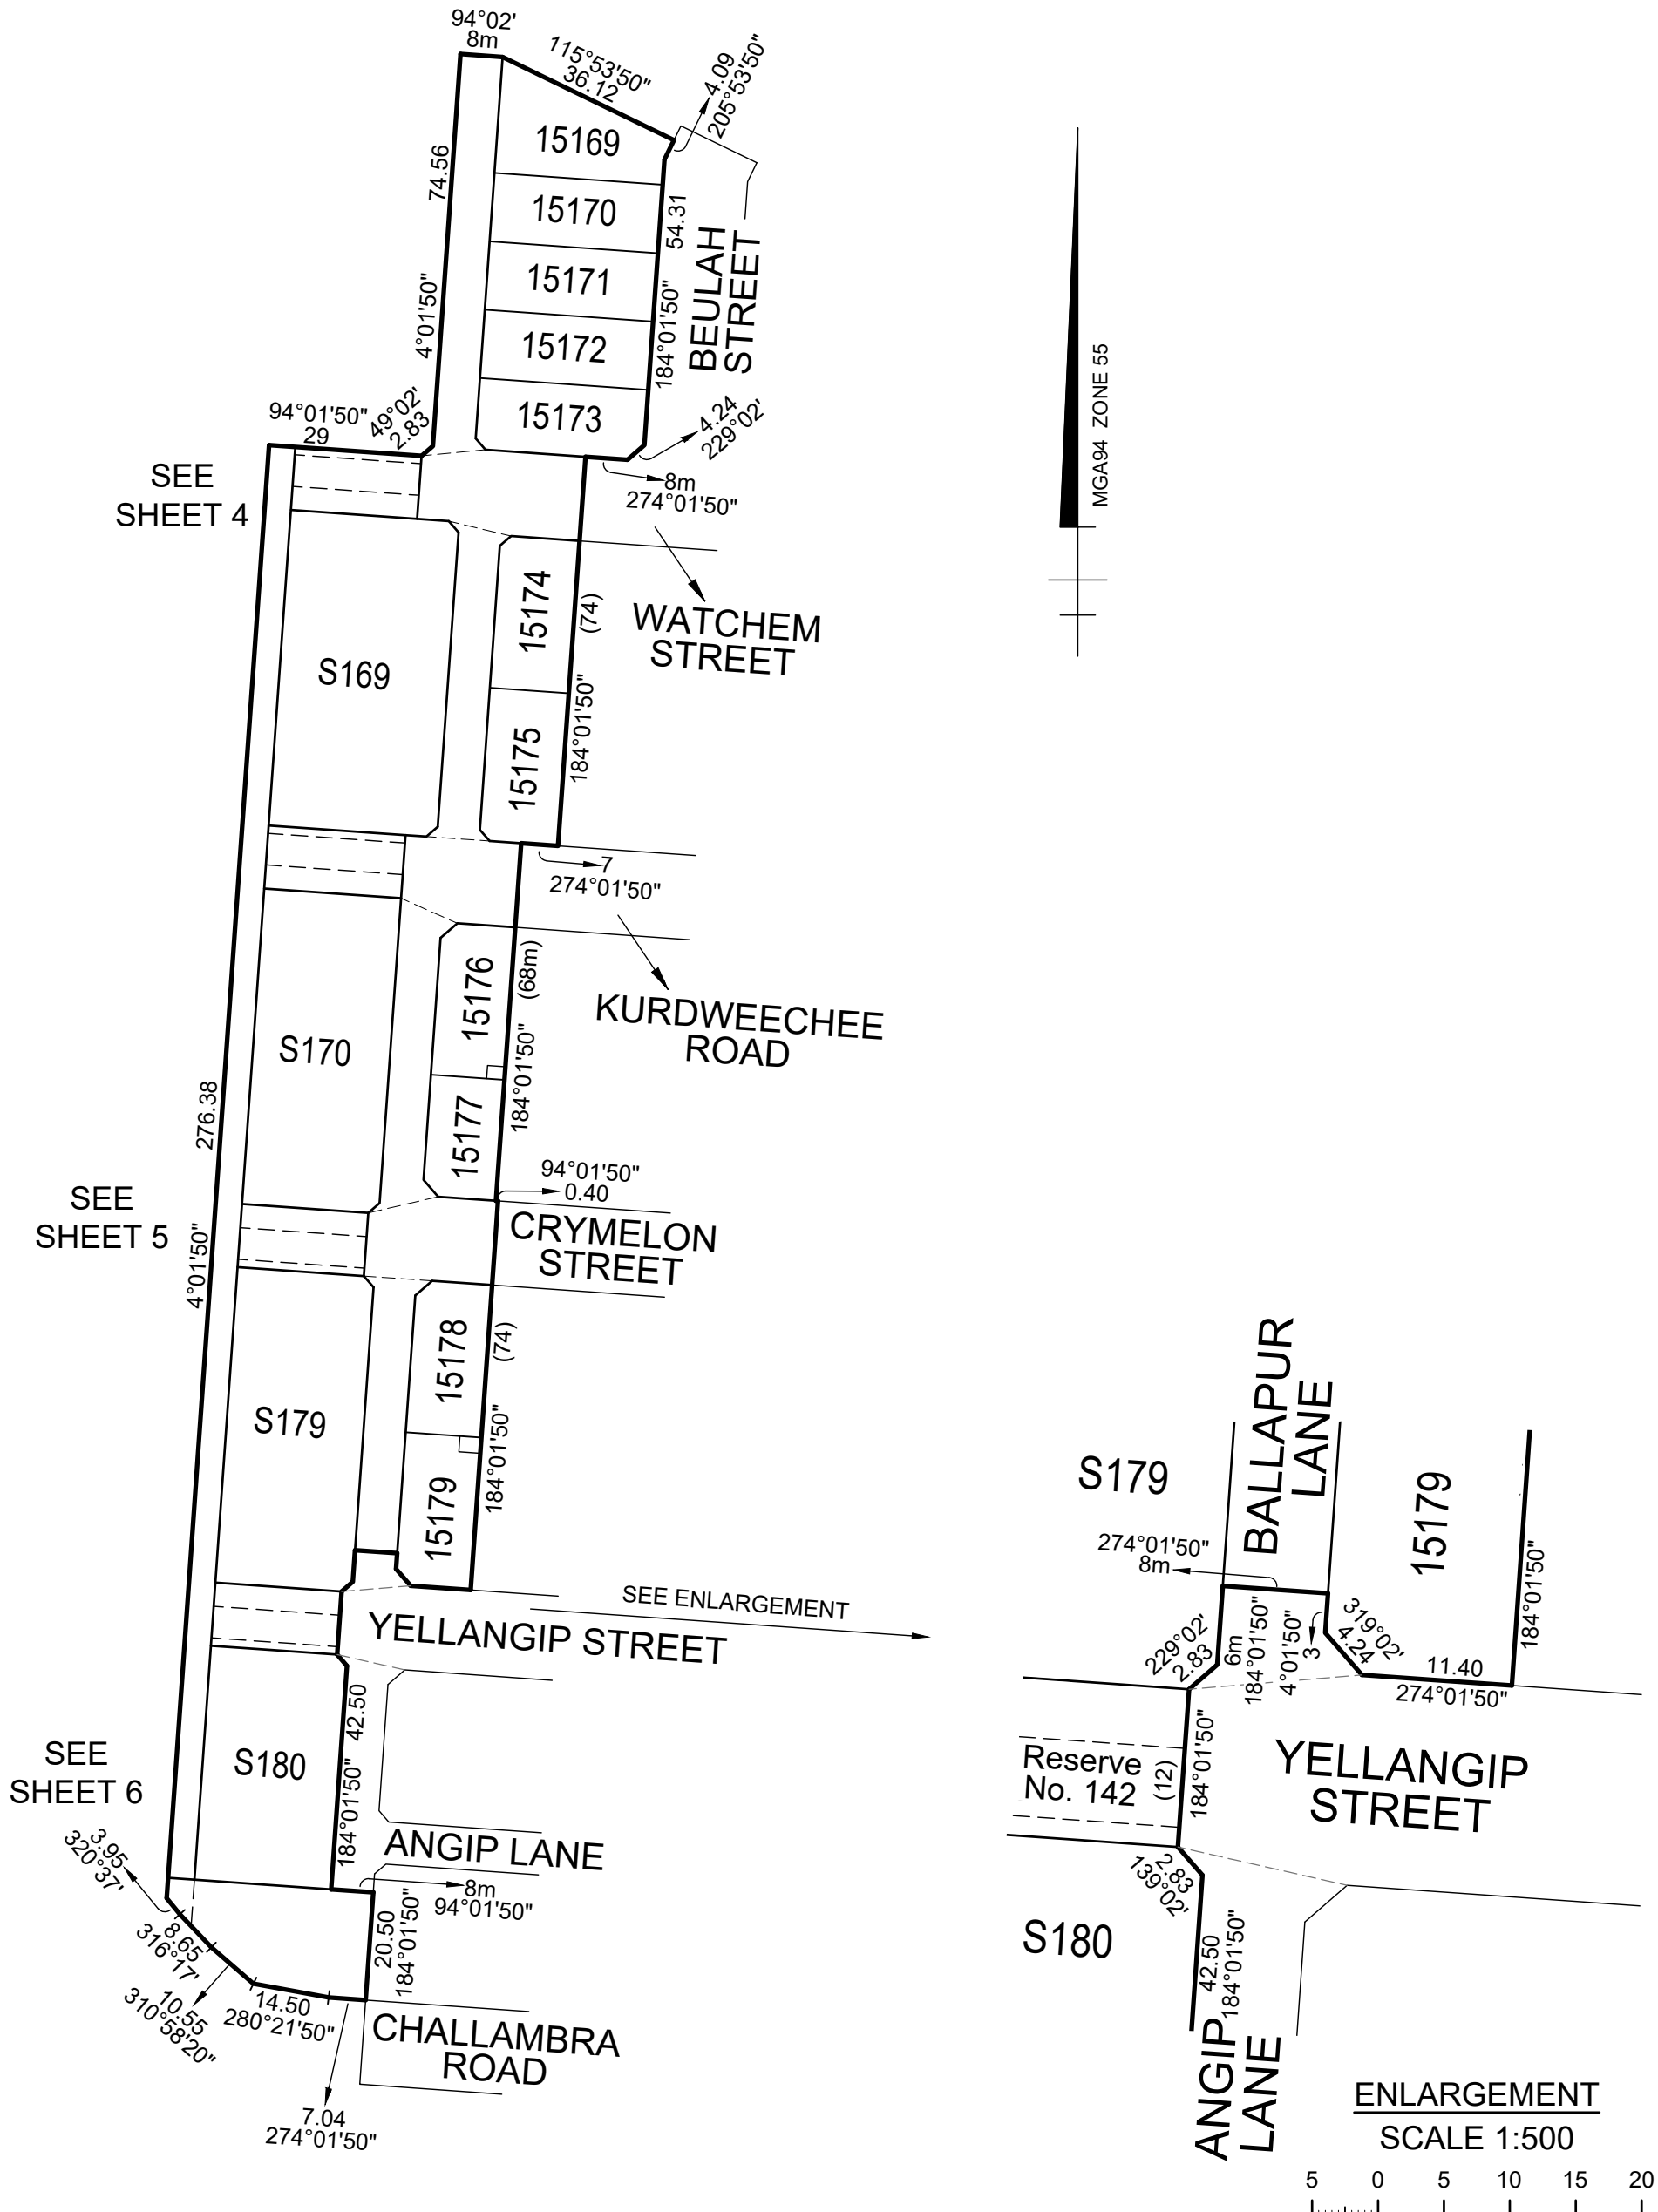 94°02'
8m
115°53'50"
36.12
4.09
205°53'50"
15169
74.56
15170
54.31
BEULAH
STREET
15171
4°01'50"
184°01'50"
15172
MGA94 ZONE 55
94°01'50"
29
49°02'
2.83
15173
4.24
229°02'
SEE
SHEET 4
8m
274°01'50"
15174
(74)
WATCHEM
STREET
S169
15175
184°01'50"
7
274°01'50"
15176
(68m)
KURDWEECHEE
ROAD
S170
184°01'50"
276.38
15177
94°01'50"
0.40
SEE
SHEET 5
CRYMELON
STREET
4°01'50"
15178
(74)
S179
184°01'50"
15179
SEE ENLARGEMENT
YELLANGIP STREET
42.50
SEE
SHEET 6
S180
184°01'50"
ANGIP LANE
3.95
320°37'
8m
94°01'50"
8.65
316°17'
20.50
184°01'50"
10.55
310°58'20"
14.50
280°21'50"
CHALLAMBRA
ROAD
7.04
274°01'50"
BALLAPUR
LANE
S179
15179
274°01'50"
8m
184°01'50"
229°02'
2.83
6m
184°01'50"
4°01'50"
3
319°02'
4.24
11.40
274°01'50"
Reserve
No. 142
(12)
184°01'50"
YELLANGIP
STREET
2.83
139°02'
S180
42.50
184°01'50"
ANGIP
LANE
ENLARGEMENT
SCALE 1:500
5 0 5 10 15 20